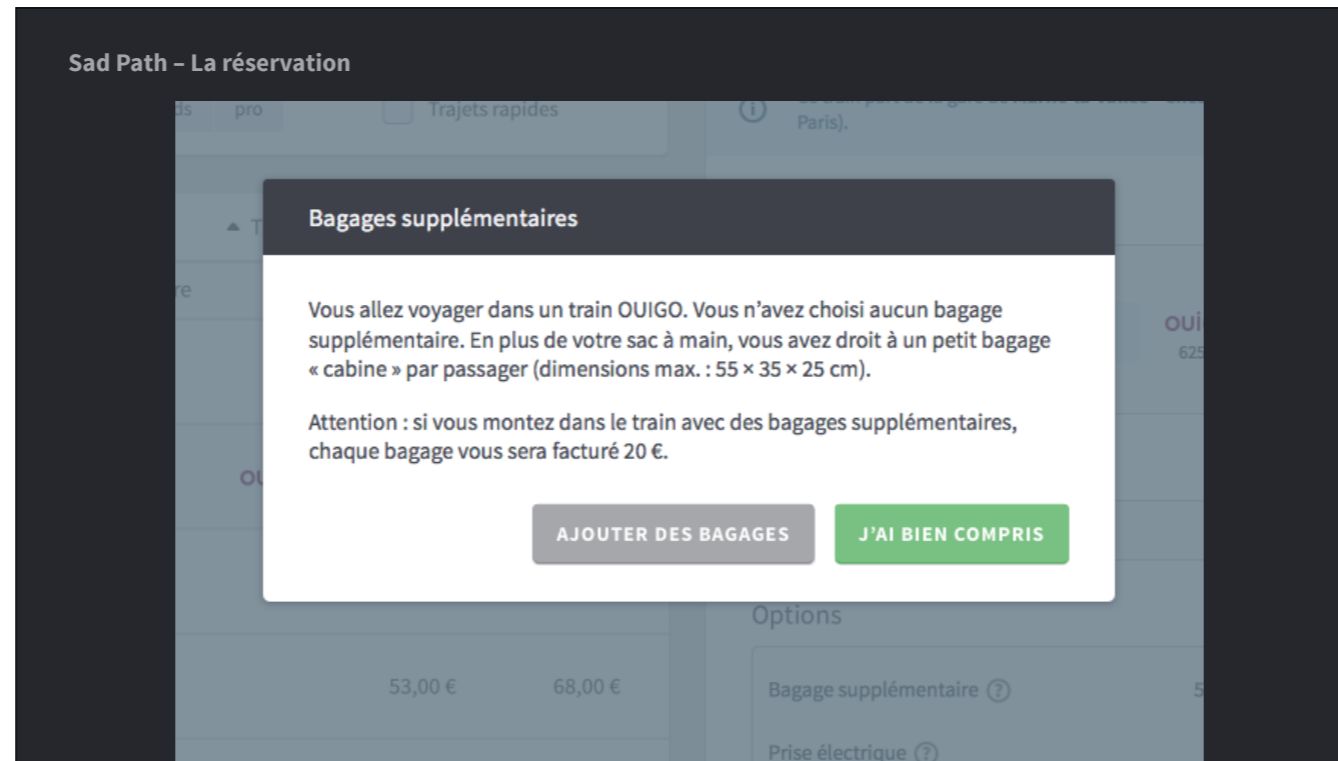 Sad Path – La réservation
pro
Trajets rapides
Paris).
Bagages supplémentaires
Vous allez voyager dans un train OUIGO. Vous n’avez choisi aucun bagage
supplémentaire. En plus de votre sac à main, vous avez droit à un petit bagage
« cabine » par passager (dimensions max. : 55 × 35 × 25 cm).
Attention : si vous montez dans le train avec des bagages supplémentaires,
chaque bagage vous sera facturé 20 €.
AJOUTER DES BAGAGES
J’AI BIEN COMPRIS
Options
53,00 €
68,00 €
Bagage supplémentaire
Prise électrique